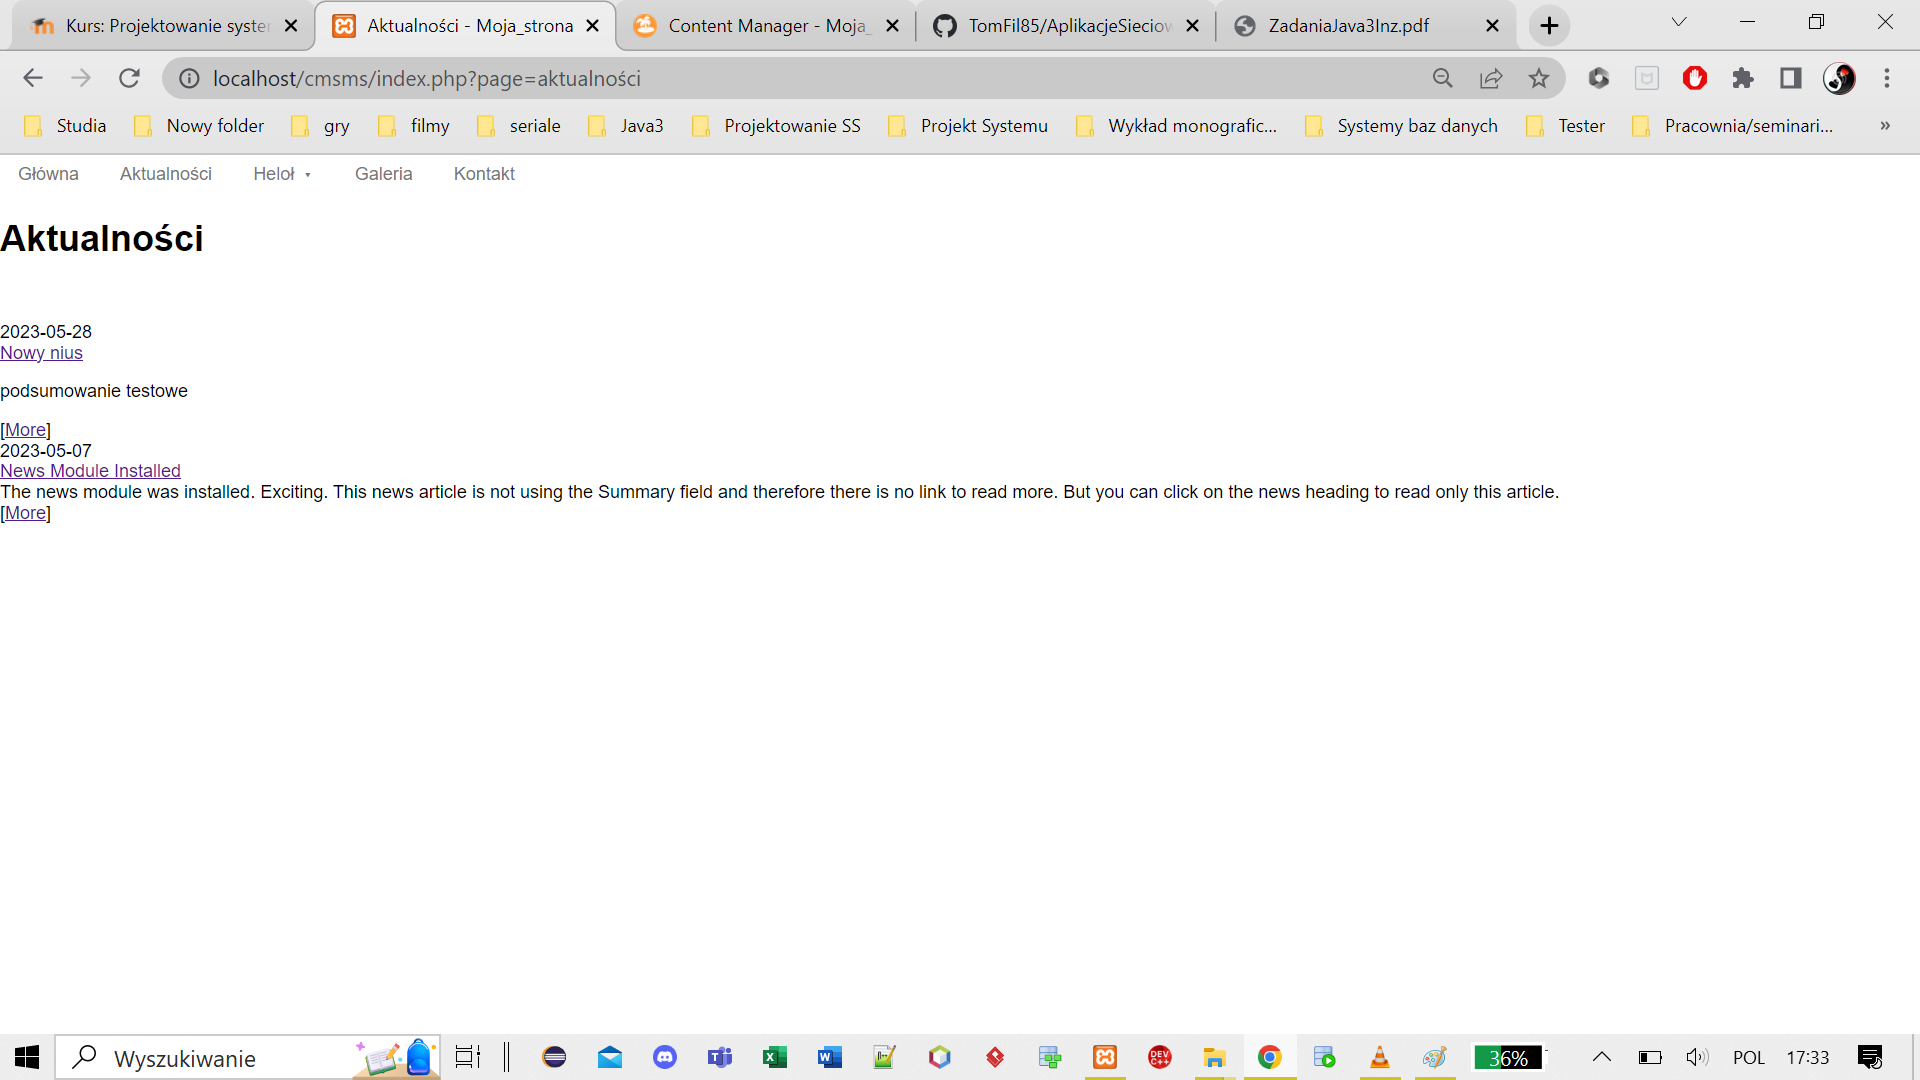 Kurs: Projektowanie syster
Aktualności - Moja_strona
Content Manager - Moja_
TomFil85/AplikacjeSieciow
ZadaniaJava3Inz.pdf
localhost/cmsms/index.php?page=aktualności
Studia
Nowy folder
gry
filmy
seriale
Java3
Projektowanie SS
Projekt Systemu
Wykład monografic...
Systemy baz danych
Tester
Pracownia/seminari...
»
Główna
Aktualności
Heloł
Galeria
Kontakt
Aktualności
2023-05-28
Nowy nius
podsumowanie testowe
[More]
2023-05-07
News Module Installed
The news module was installed. Exciting. This news article is not using the Summary field and therefore there is no link to read more. But you can click on the news heading to read only this article.
[More]
Wyszukiwanie
DEV C++
36%
POL
17:33